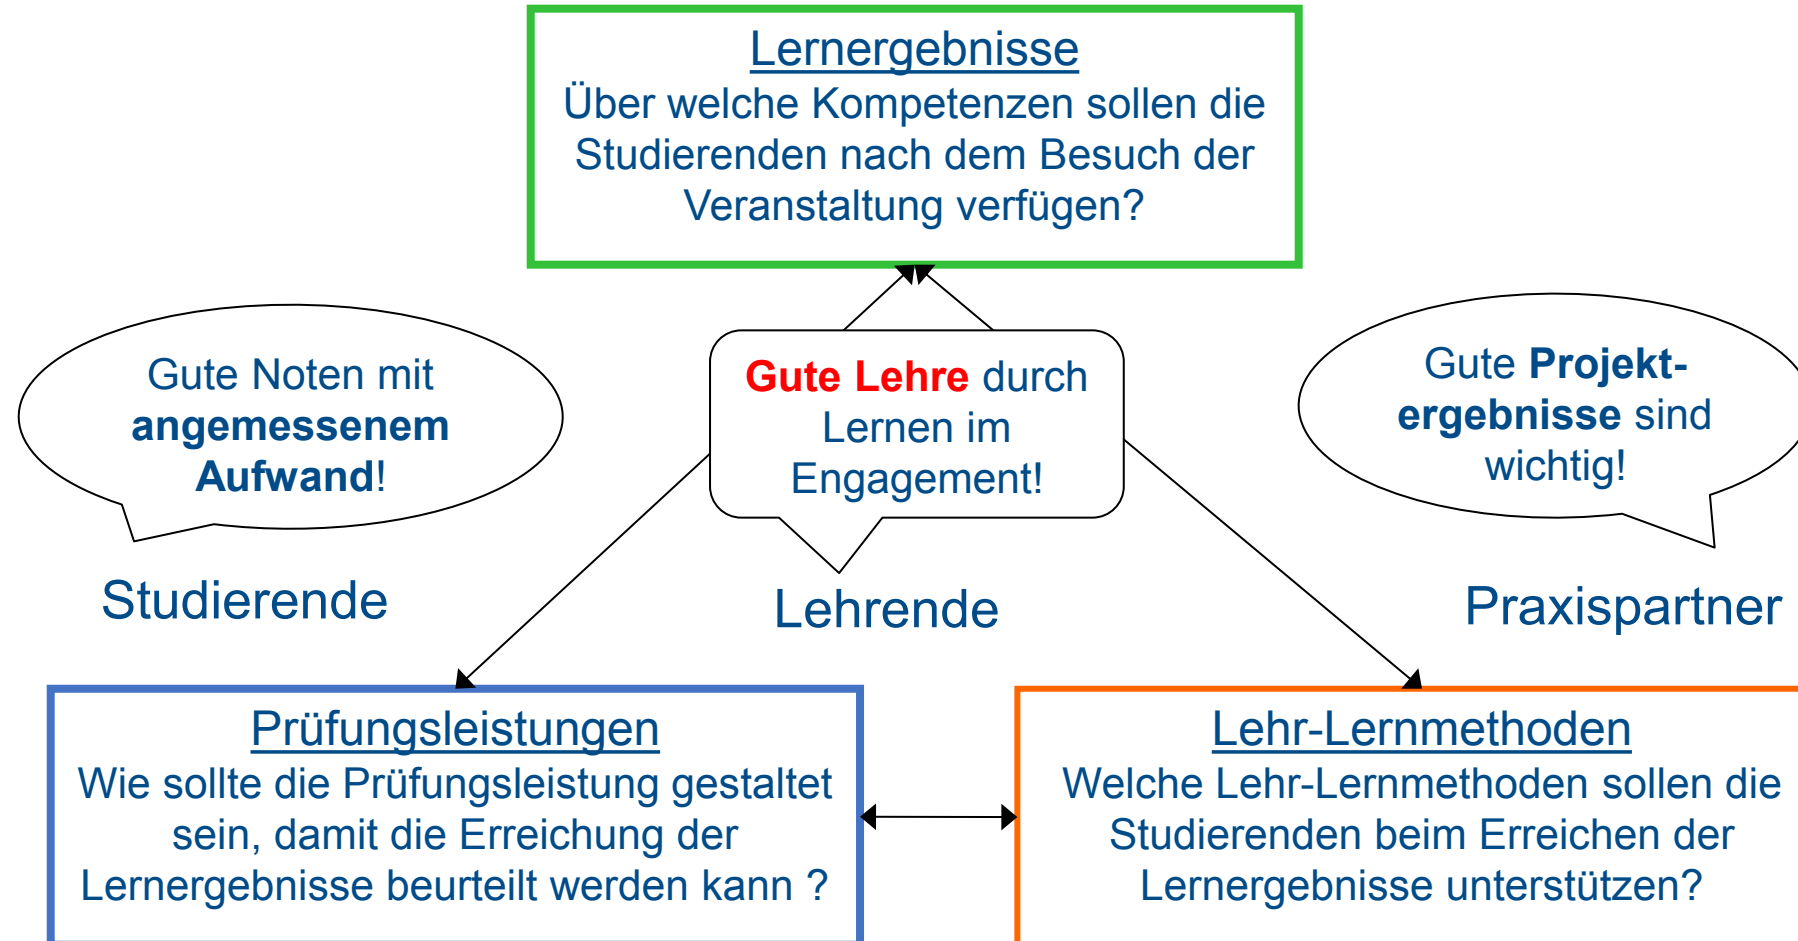 Lernergebnisse
Über welche Kompetenzen sollen die
Studierenden nach dem Besuch der
Veranstaltung verfügen?
Gute Noten mit
angemessenem
Aufwand!
Gute Lehre durch
Lernen im
Engagement!
Gute Projekt-
ergebnisse sind
wichtig!
Studierende
Lehrende
Praxispartner
Prüfungsleistungen
Wie sollte die Prüfungsleistung gestaltet
sein, damit die Erreichung der
Lernergebnisse beurteilt werden kann ?
Lehr-Lernmethoden
Welche Lehr-Lernmethoden sollen die
Studierenden beim Erreichen der
Lernergebnisse unterstützen?